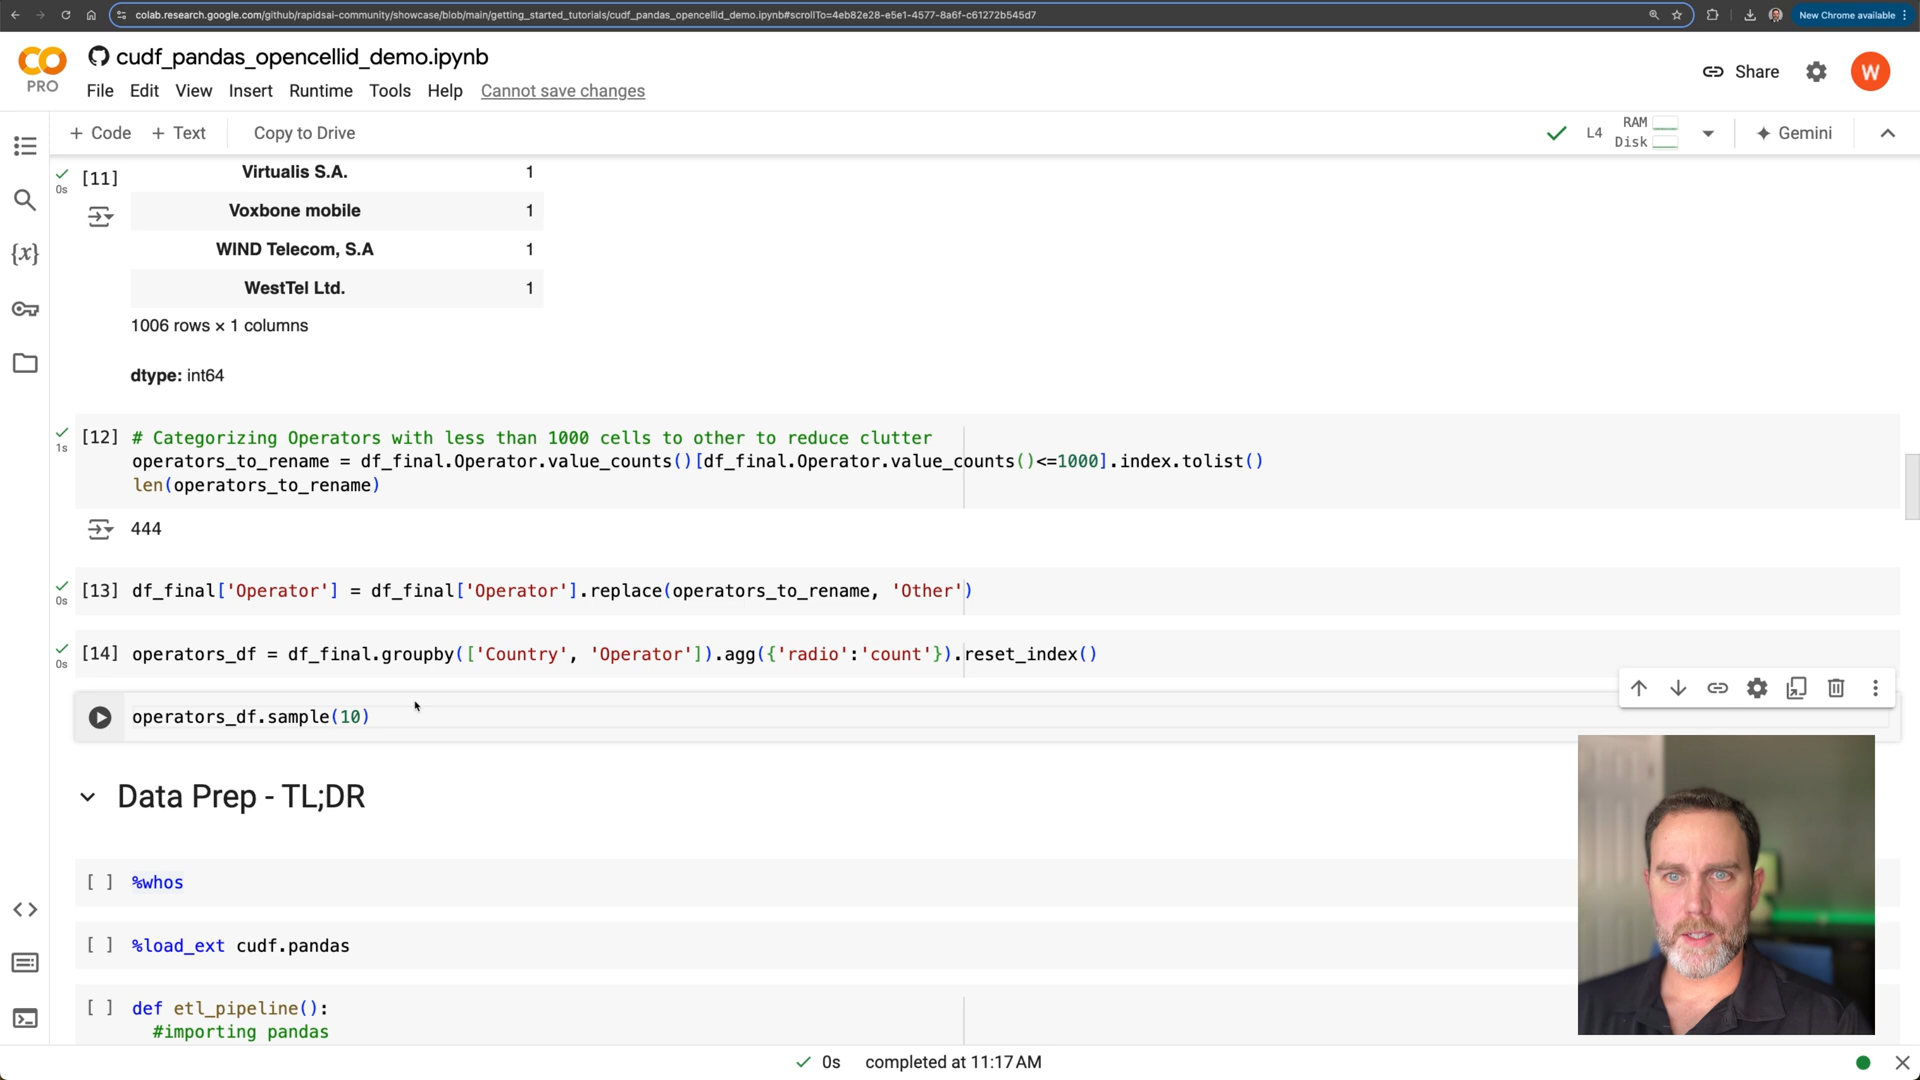 colab.research.google.com/github/rapidsai-community/showcase/blob/main/getting_started_tutorials/cudf_pandas_opencellid_demo.ipynb#scrollTo=4eb82e28-e5e1-4577-8a6f-c61272b545d7
New Chrome available
cudf_pandas_opencellid_demo.ipynb
PRO
File Edit View Insert Runtime Tools Help Cannot save changes
Share
W
+ Code + Text Copy to Drive
L4
RAM
Disk
Gemini
[11]
0s
Virtualis S.A. 1
Voxbone mobile 1
WIND Telecom, S.A 1
WestTel Ltd. 1
1006 rows × 1 columns
dtype: int64
[12] # Categorizing Operators with less than 1000 cells to other to reduce clutter
1s
operators_to_rename = df_final.Operator.value_counts()[df_final.Operator.value_counts()<=1000].index.tolist()
len(operators_to_rename)
444
[13] df_final['Operator'] = df_final['Operator'].replace(operators_to_rename, 'Other')
0s
[14] operators_df = df_final.groupby(['Country', 'Operator']).agg({'radio':'count'}).reset_index()
0s
operators_df.sample(10)
Data Prep - TL;DR
[ ] %whos
[ ] %load_ext cudf.pandas
[ ] def etl_pipeline():
#importing pandas
{x}
0s completed at 11:17 AM